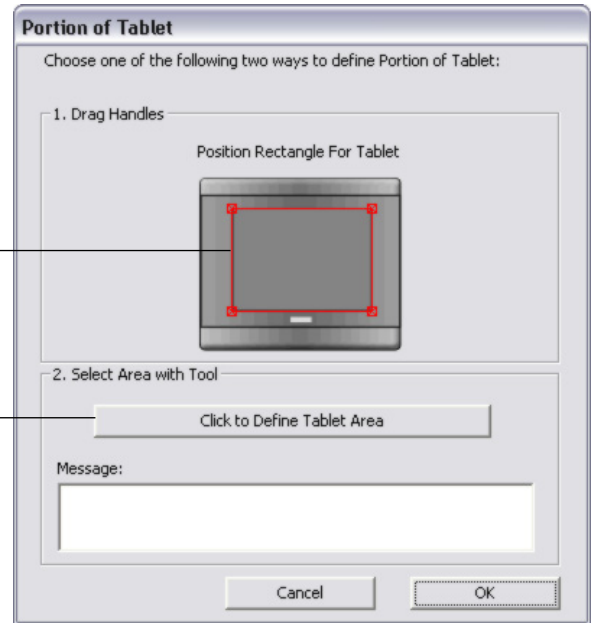 Portion of Tablet
Choose one of the following two ways to define Portion of Tablet:
1. Drag Handles
Position Rectangle For Tablet
2. Select Area with Tool
Click to Define Tablet Area
Message:
Cancel
OK